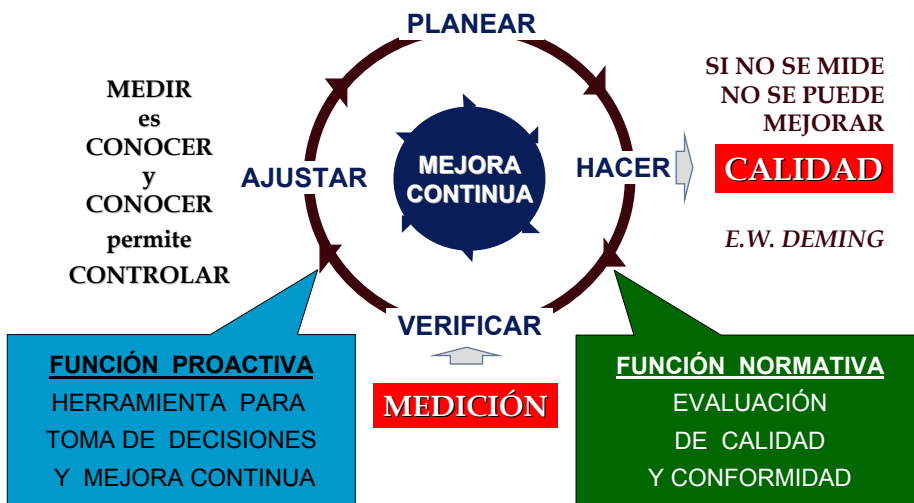 PLANEAR
MEDIR
es
CONOCER
y
CONOCER
permite
CONTROLAR
AJUSTAR
MEJORA
CONTINUA
HACER
SI NO SE MIDE
NO SE PUEDE
MEJORAR
CALIDAD
E.W. DEMING
VERIFICAR
MEDICIÓN
FUNCIÓN PROACTIVA
HERRAMIENTA PARA
TOMA DE DECISIONES
Y MEJORA CONTINUA
FUNCIÓN NORMATIVA
EVALUACIÓN
DE CALIDAD
Y CONFORMIDAD